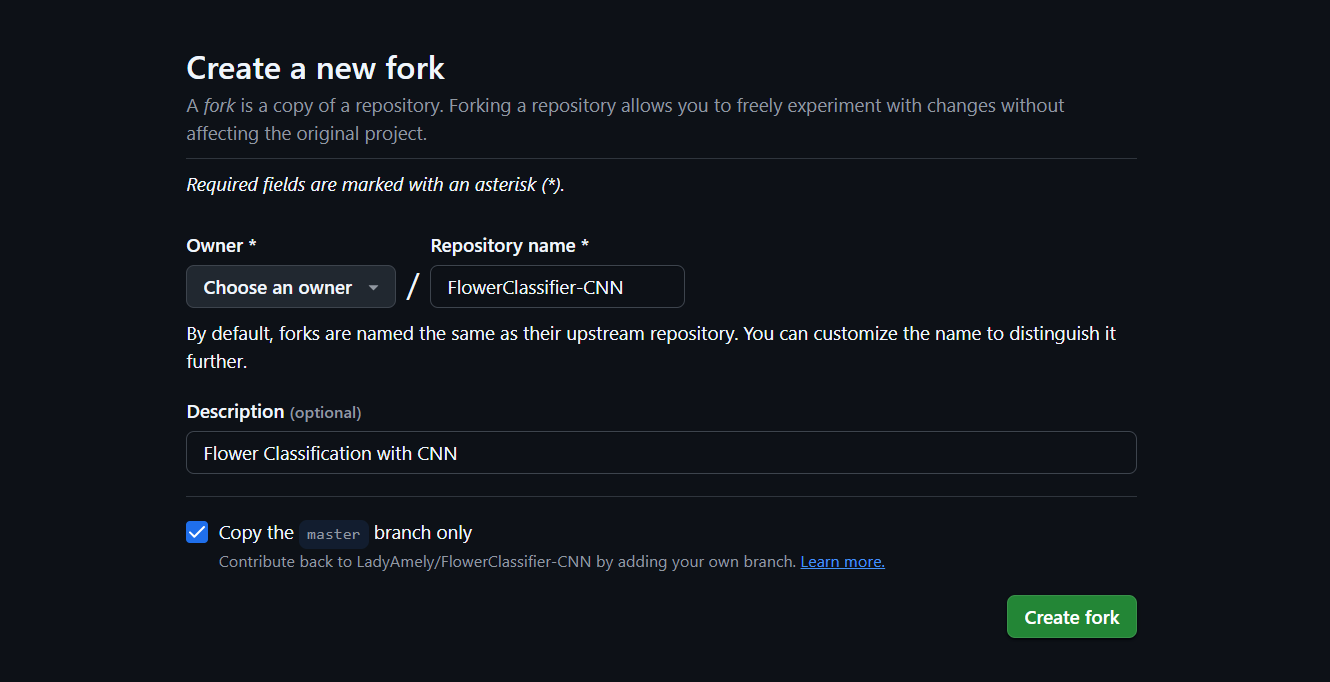 Create a new fork
A fork is a copy of a repository. Forking a repository allows you to freely experiment with changes without
affecting the original project.
Required fields are marked with an asterisk (*).
Owner * Repository name *
Choose an owner / FlowerClassifier-CNN
By default, forks are named the same as their upstream repository. You can customize the name to distinguish it
further.
Description (optional)
Flower Classification with CNN
Copy the master branch only
Contribute back to LadyAmely/FlowerClassifier-CNN by adding your own branch. Learn more.
Create fork